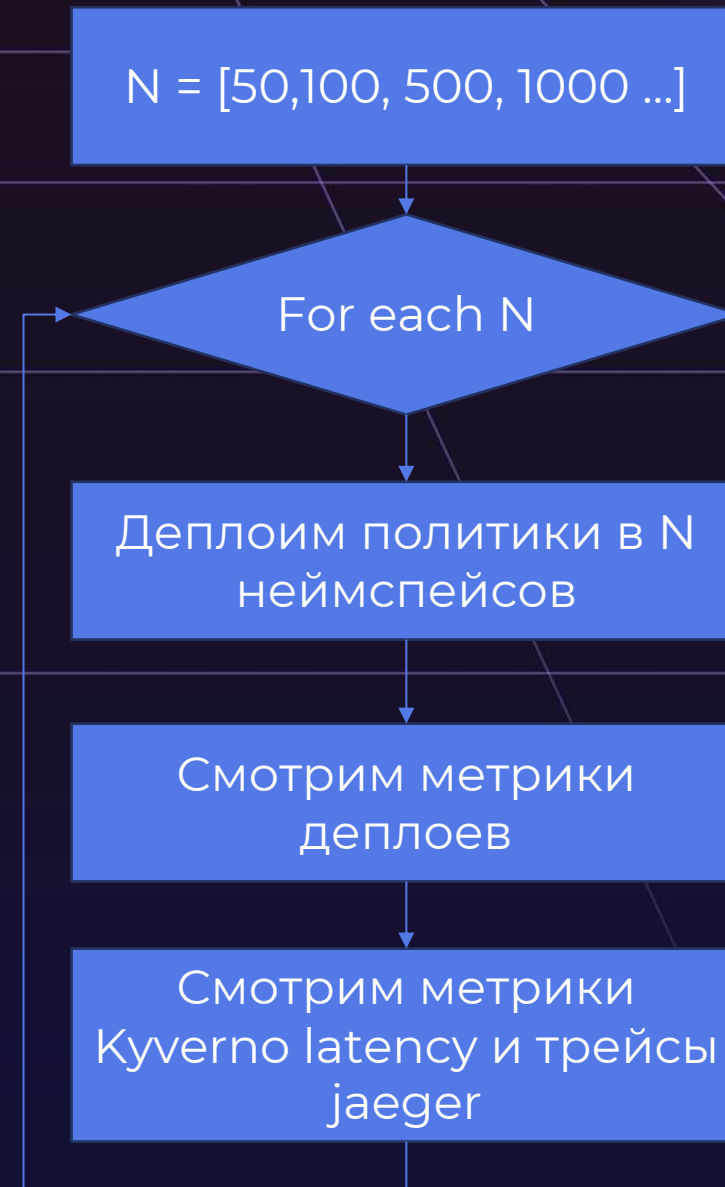 N = [50,100, 500, 1000 ...]
For each N
Деплоим политики в N
неймспейсов
Смотрим метрики
деплоев
Смотрим метрики
Kyverno latency и трейсы
jaeger